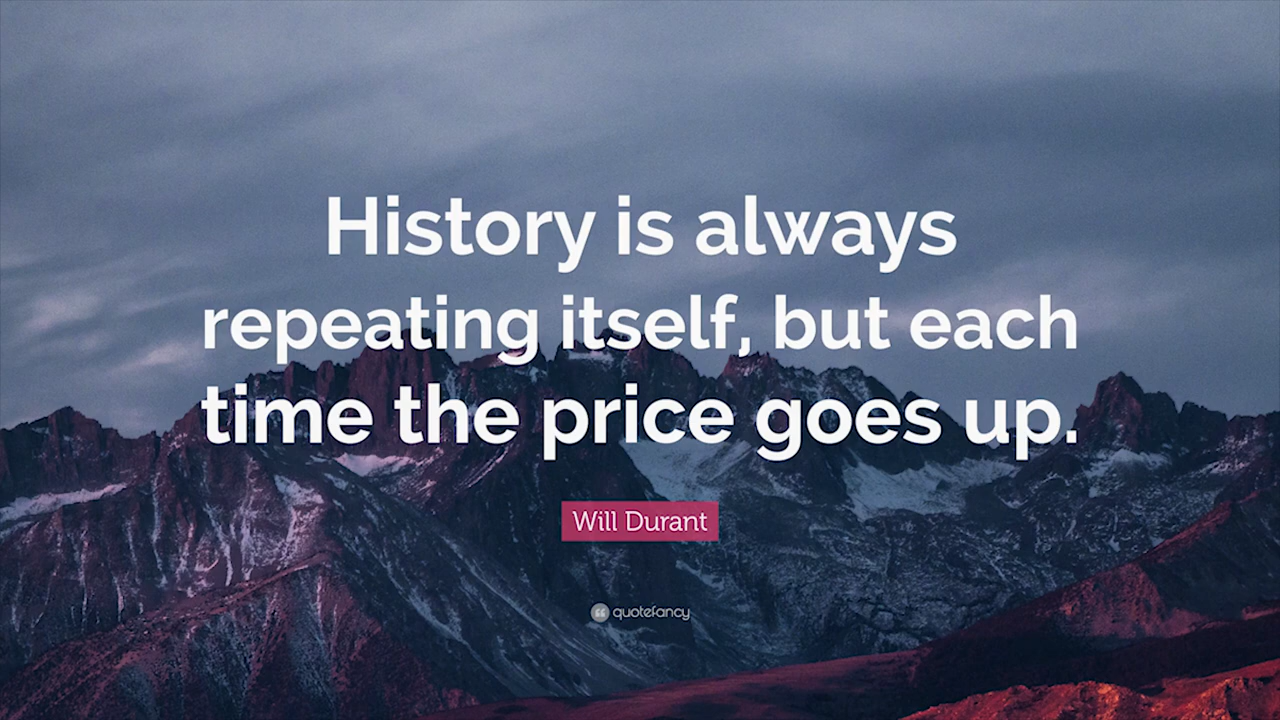 History is always
repeating itself, but each
time the price goes up.
Will Durant
quotefancy